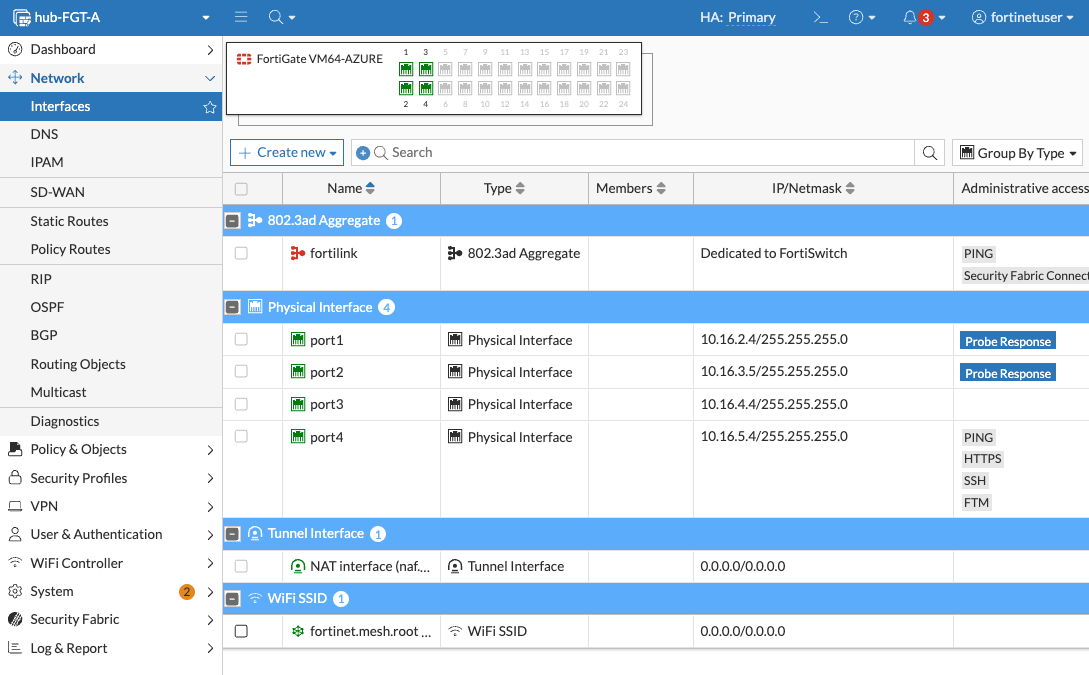 hub-FGT-A
HA: Primary
3
fortinetuser
Dashboard
Network
Interfaces
DNS
IPAM
SD-WAN
Static Routes
Policy Routes
RIP
OSPF
BGP
Routing Objects
Multicast
Diagnostics
Policy & Objects
Security Profiles
VPN
User & Authentication
WiFi Controller
System 2
Security Fabric
Log & Report
FortiGate VM64-AZURE
1 3 5 7 9 11 13 15 17 19 21 23
2 4 6 8 10 12 14 16 18 20 22 24
Create new
Search
Group By Type
Name Type Members IP/Netmask Administrative access
802.3ad Aggregate 1
fortilink 802.3ad Aggregate Dedicated to FortiSwitch PING
Security Fabric Connect
Physical Interface 4
port1 Physical Interface 10.16.2.4/255.255.255.0 Probe Response
port2 Physical Interface 10.16.3.5/255.255.255.0 Probe Response
port3 Physical Interface 10.16.4.4/255.255.255.0
port4 Physical Interface 10.16.5.4/255.255.255.0 PING
HTTPS
SSH
FTM
Tunnel Interface 1
NAT interface (naf.... Tunnel Interface 0.0.0.0/0.0.0.0
WiFi SSID 1
fortinet.mesh.root ... WiFi SSID 0.0.0.0/0.0.0.0